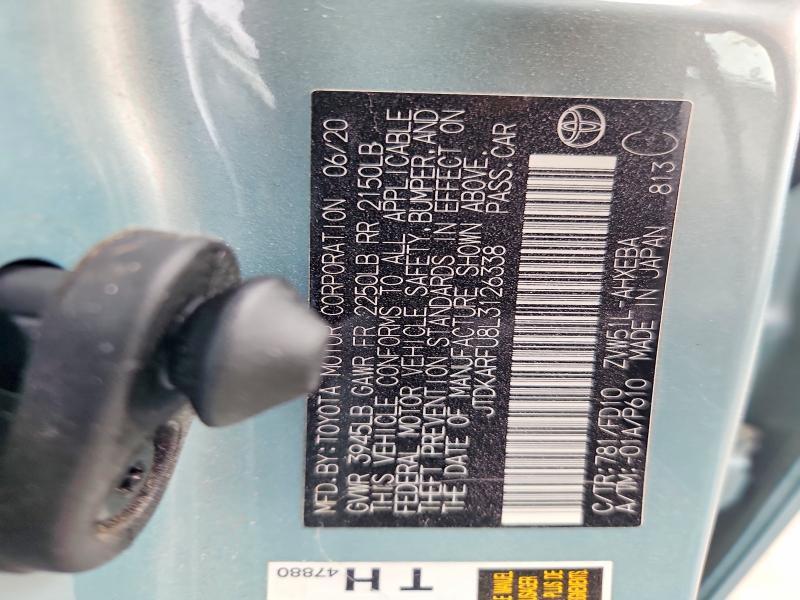 MFD.BY:TOYOTA MOTOR CORPORATION 06/20
GVWR 3945LB GAWR FR 2250LB RR 2150LB
THIS VEHICLE CONFORMS TO ALL APPLICABLE
FEDERAL MOTOR VEHICLE SAFETY, BUMPER, AND
THEFT PREVENTION STANDARDS IN EFFECT ON
THE DATE OF MANUFACTURE SHOWN ABOVE.
JTDKARFU8L3126338 PASS.CAR
C/TR:781/FD10 ZVW51L-AHXEBA
A/TM:-01A/P610 MADE IN JAPAN 813 C
TH
47880